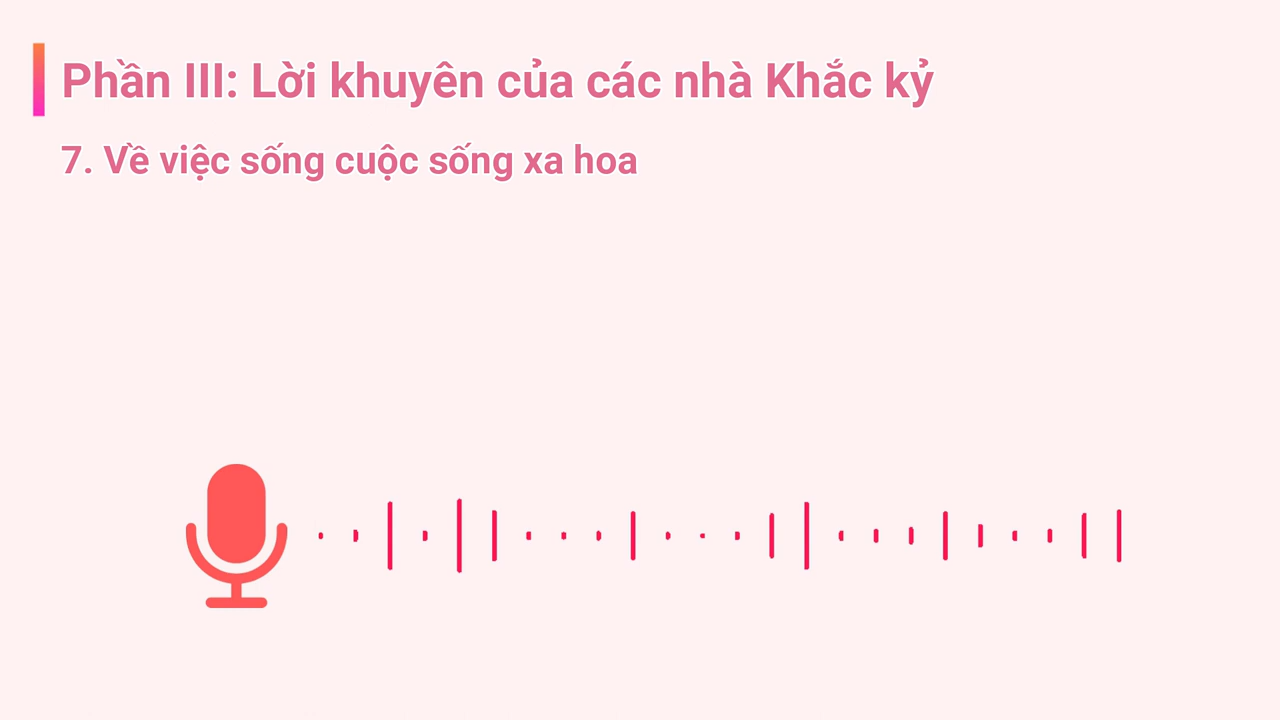 Phần III: Lời khuyên của các nhà Khắc kỷ
7. Về việc sống cuộc sống xa hoa